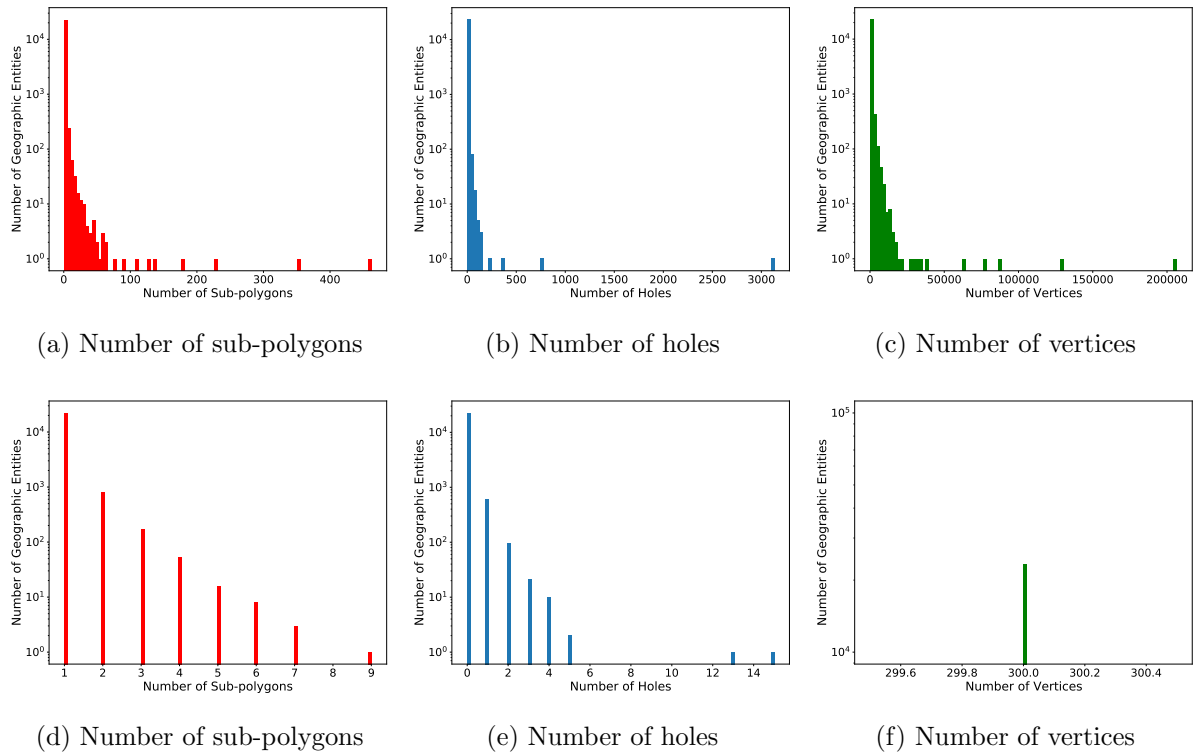 Number of Geographic Entities
10^4
10^3
10^2
10^1
10^0
0 100 200 300 400
Number of Sub-polygons
(a) Number of sub-polygons
Number of Geographic Entities
10^4
10^3
10^2
10^1
10^0
0 500 1000 1500 2000 2500 3000
Number of Holes
(b) Number of holes
Number of Geographic Entities
10^4
10^3
10^2
10^1
10^0
0 50000 100000 150000 200000
Number of Vertices
(c) Number of vertices
Number of Geographic Entities
10^4
10^3
10^2
10^1
10^0
1 2 3 4 5 6 7 8 9
Number of Sub-polygons
(d) Number of sub-polygons
Number of Geographic Entities
10^4
10^3
10^2
10^1
10^0
0 2 4 6 8 10 12 14
Number of Holes
(e) Number of holes
Number of Geographic Entities
10^5
10^4
299.6 299.8 300.0 300.2 300.4
Number of Vertices
(f) Number of vertices